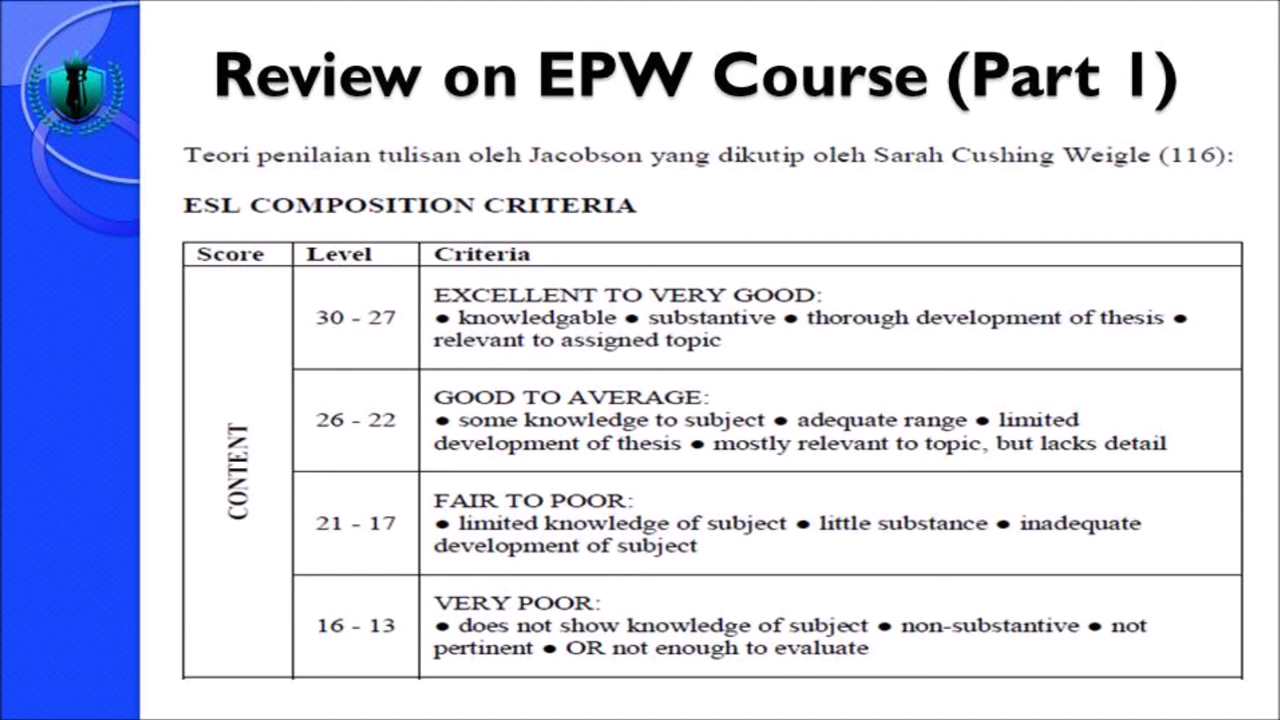 Review on EPW Course (Part 1)
Teori penilaian tulisan oleh Jacobson yang dikutip oleh Sarah Cushing Weigle (116):
ESL COMPOSITION CRITERIA
Score Level Criteria
CONTENT
30 - 27
EXCELLENT TO VERY GOOD:
● knowledgable ● substantive ● thorough development of thesis ●
relevant to assigned topic
26 - 22
GOOD TO AVERAGE:
● some knowledge to subject ● adequate range ● limited
development of thesis ● mostly relevant to topic, but lacks detail
21 - 17
FAIR TO POOR:
● limited knowledge of subject ● little substance ● inadequate
development of subject
16 - 13
VERY POOR:
● does not show knowledge of subject ● non-substantive ● not
pertinent ● OR not enough to evaluate